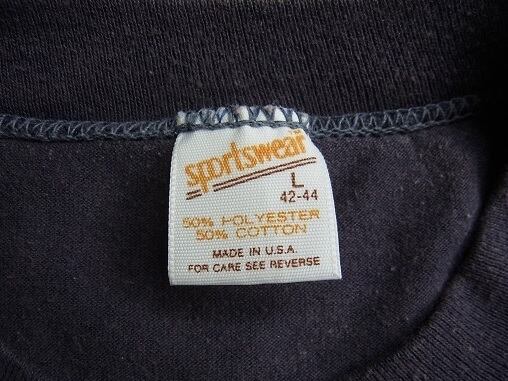 sportswear
L
42-44
50% POLYESTER
50% COTTON
MADE IN U.S.A.
FOR CARE SEE REVERSE